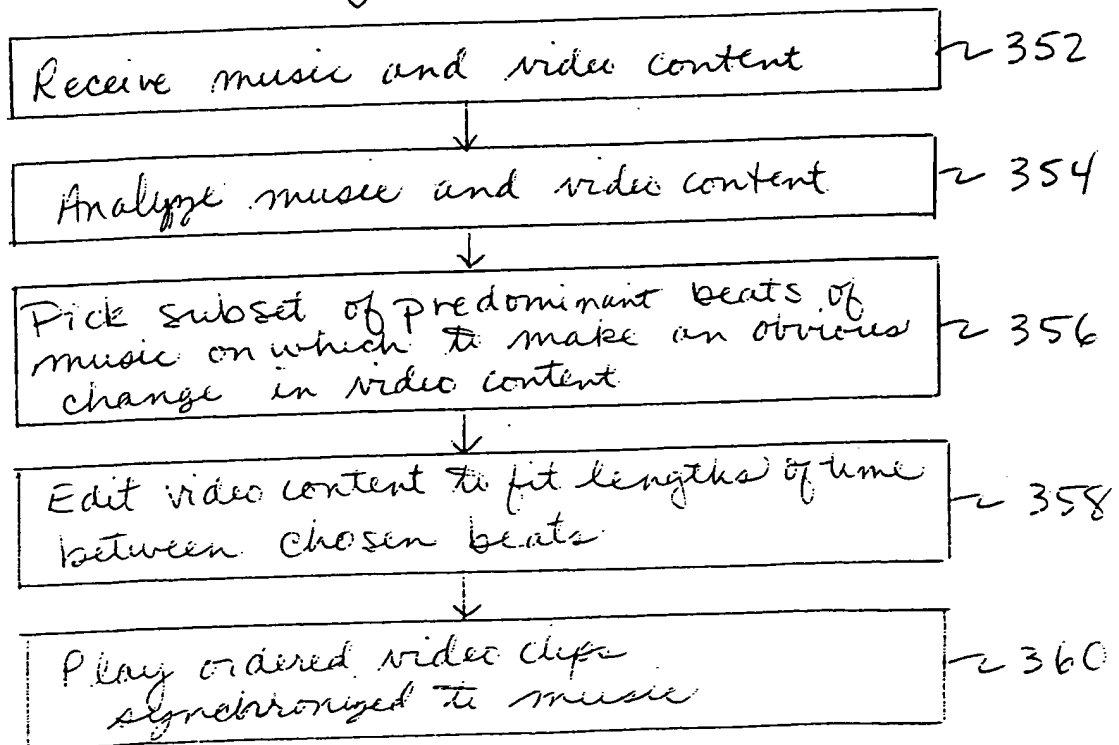 Receive music and video content
352
Analyze music and video content
354
Pick subset of predominant beats of
music on which to make an obvious
change in video content
356
Edit video content to fit lengths of time
between chosen beats
358
Play ordered video clips
synchronized to music
360